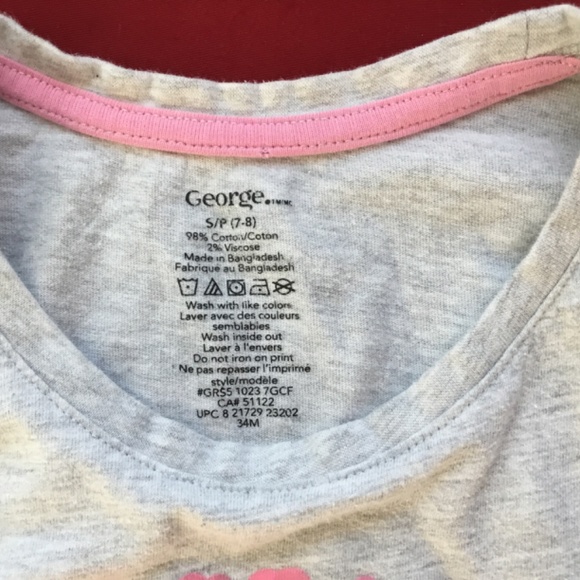 George ®TM/MC
S/P (7-8)
98% Cotton/Coton
2% Viscose
Made in Bangladesh
Fabriqué au Bangladesh
Wash with like colors
Laver avec des couleurs
semblables
Wash inside out
Laver à l'envers
Do not iron on print
Ne pas repasser l'imprimé
style/modèle
#GRS5 1023 7GCF
CA# 51122
UPC 8 21729 23202
34M